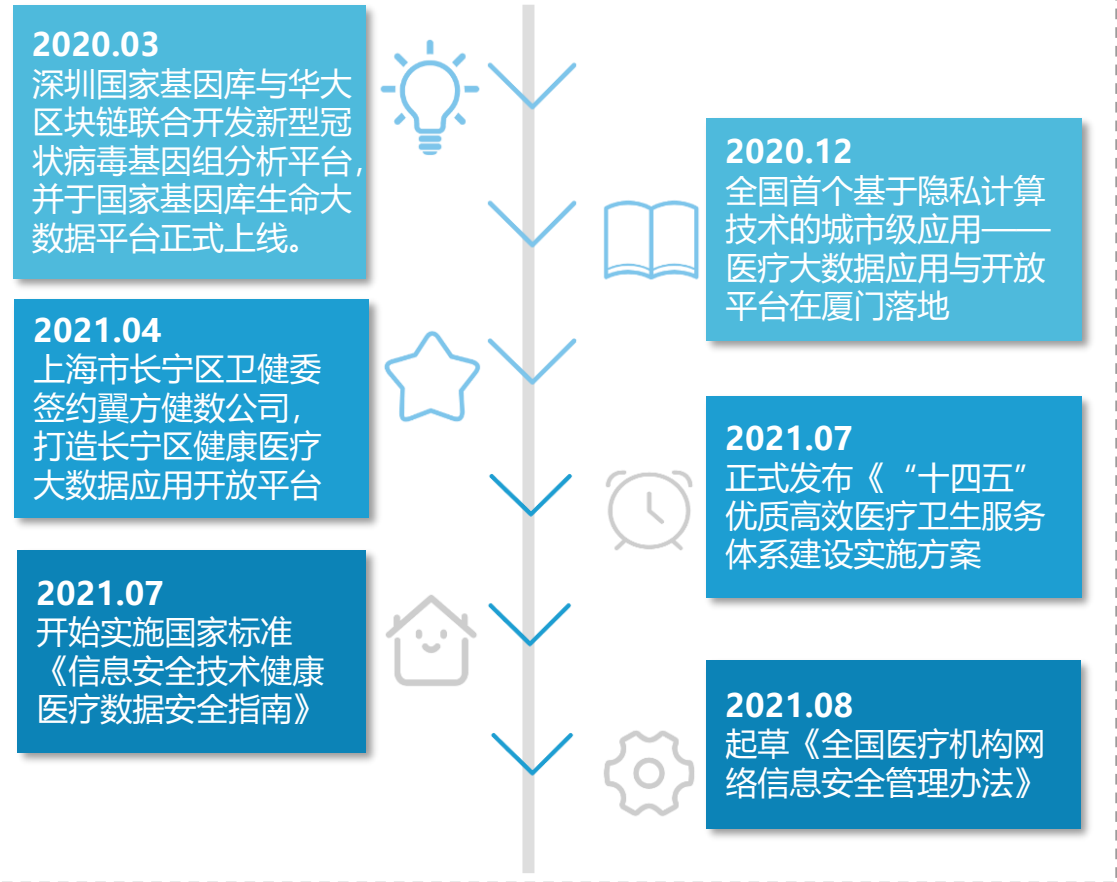 2020.03
深圳国家基因库与华大
区块链联合开发新型冠
状病毒基因组分析平台，
并于国家基因库生命大
数据平台正式上线。
2020.12
全国首个基于隐私计算
技术的城市级应用——
医疗大数据应用与开放
平台在厦门落地
2021.04
上海市长宁区卫健委
签约翼方健数公司，
打造长宁区健康医疗
大数据应用开放平台
2021.07
正式发布《“十四五”
优质高效医疗卫生服务
体系建设实施方案
2021.07
开始实施国家标准
《信息安全技术健康
医疗数据安全指南》
2021.08
起草《全国医疗机构网
络信息安全管理办法》